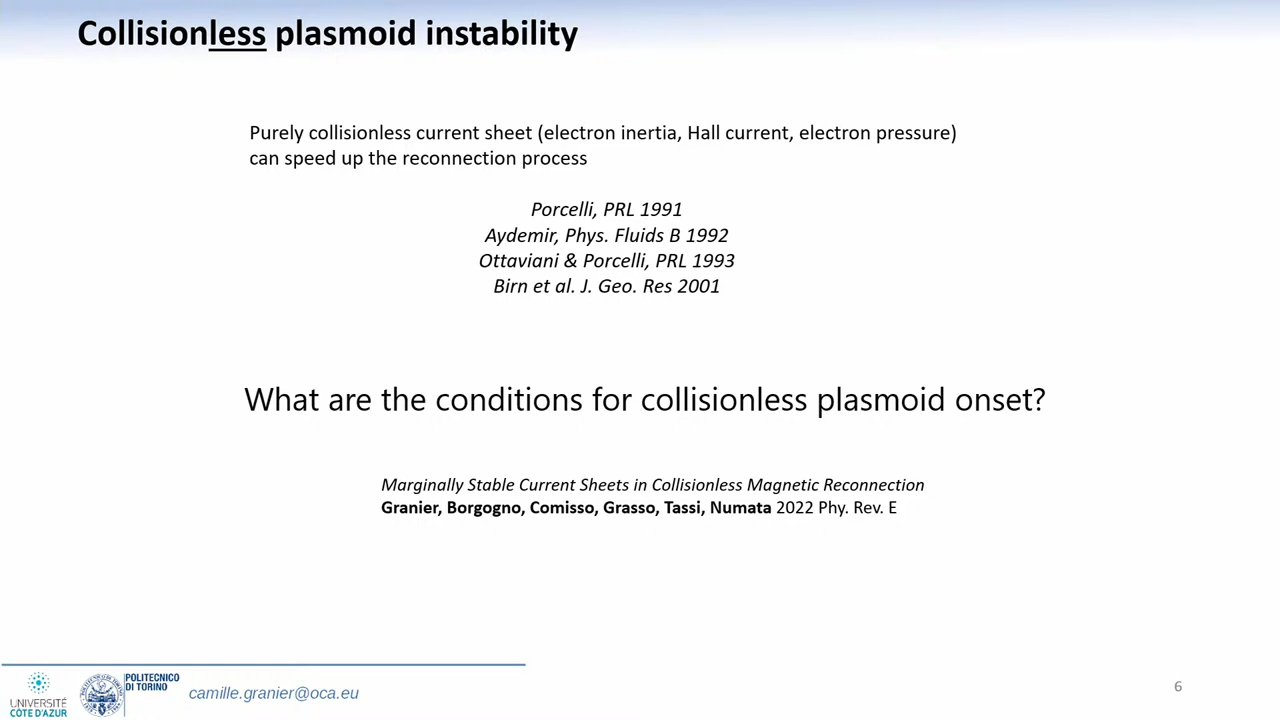 Collisionless plasmoid instability
Purely collisionless current sheet (electron inertia, Hall current, electron pressure)
can speed up the reconnection process
Porcelli, PRL 1991
Aydemir, Phys. Fluids B 1992
Ottaviani & Porcelli, PRL 1993
Birn et al. J. Geo. Res 2001
What are the conditions for collisionless plasmoid onset?
Marginally Stable Current Sheets in Collisionless Magnetic Reconnection
Granier, Borgogno, Comisso, Grasso, Tassi, Numata 2022 Phy. Rev. E
UNIVERSITÉ
CÔTE D'AZUR
POLITECNICO
DI TORINO
camille.granier@oca.eu
6